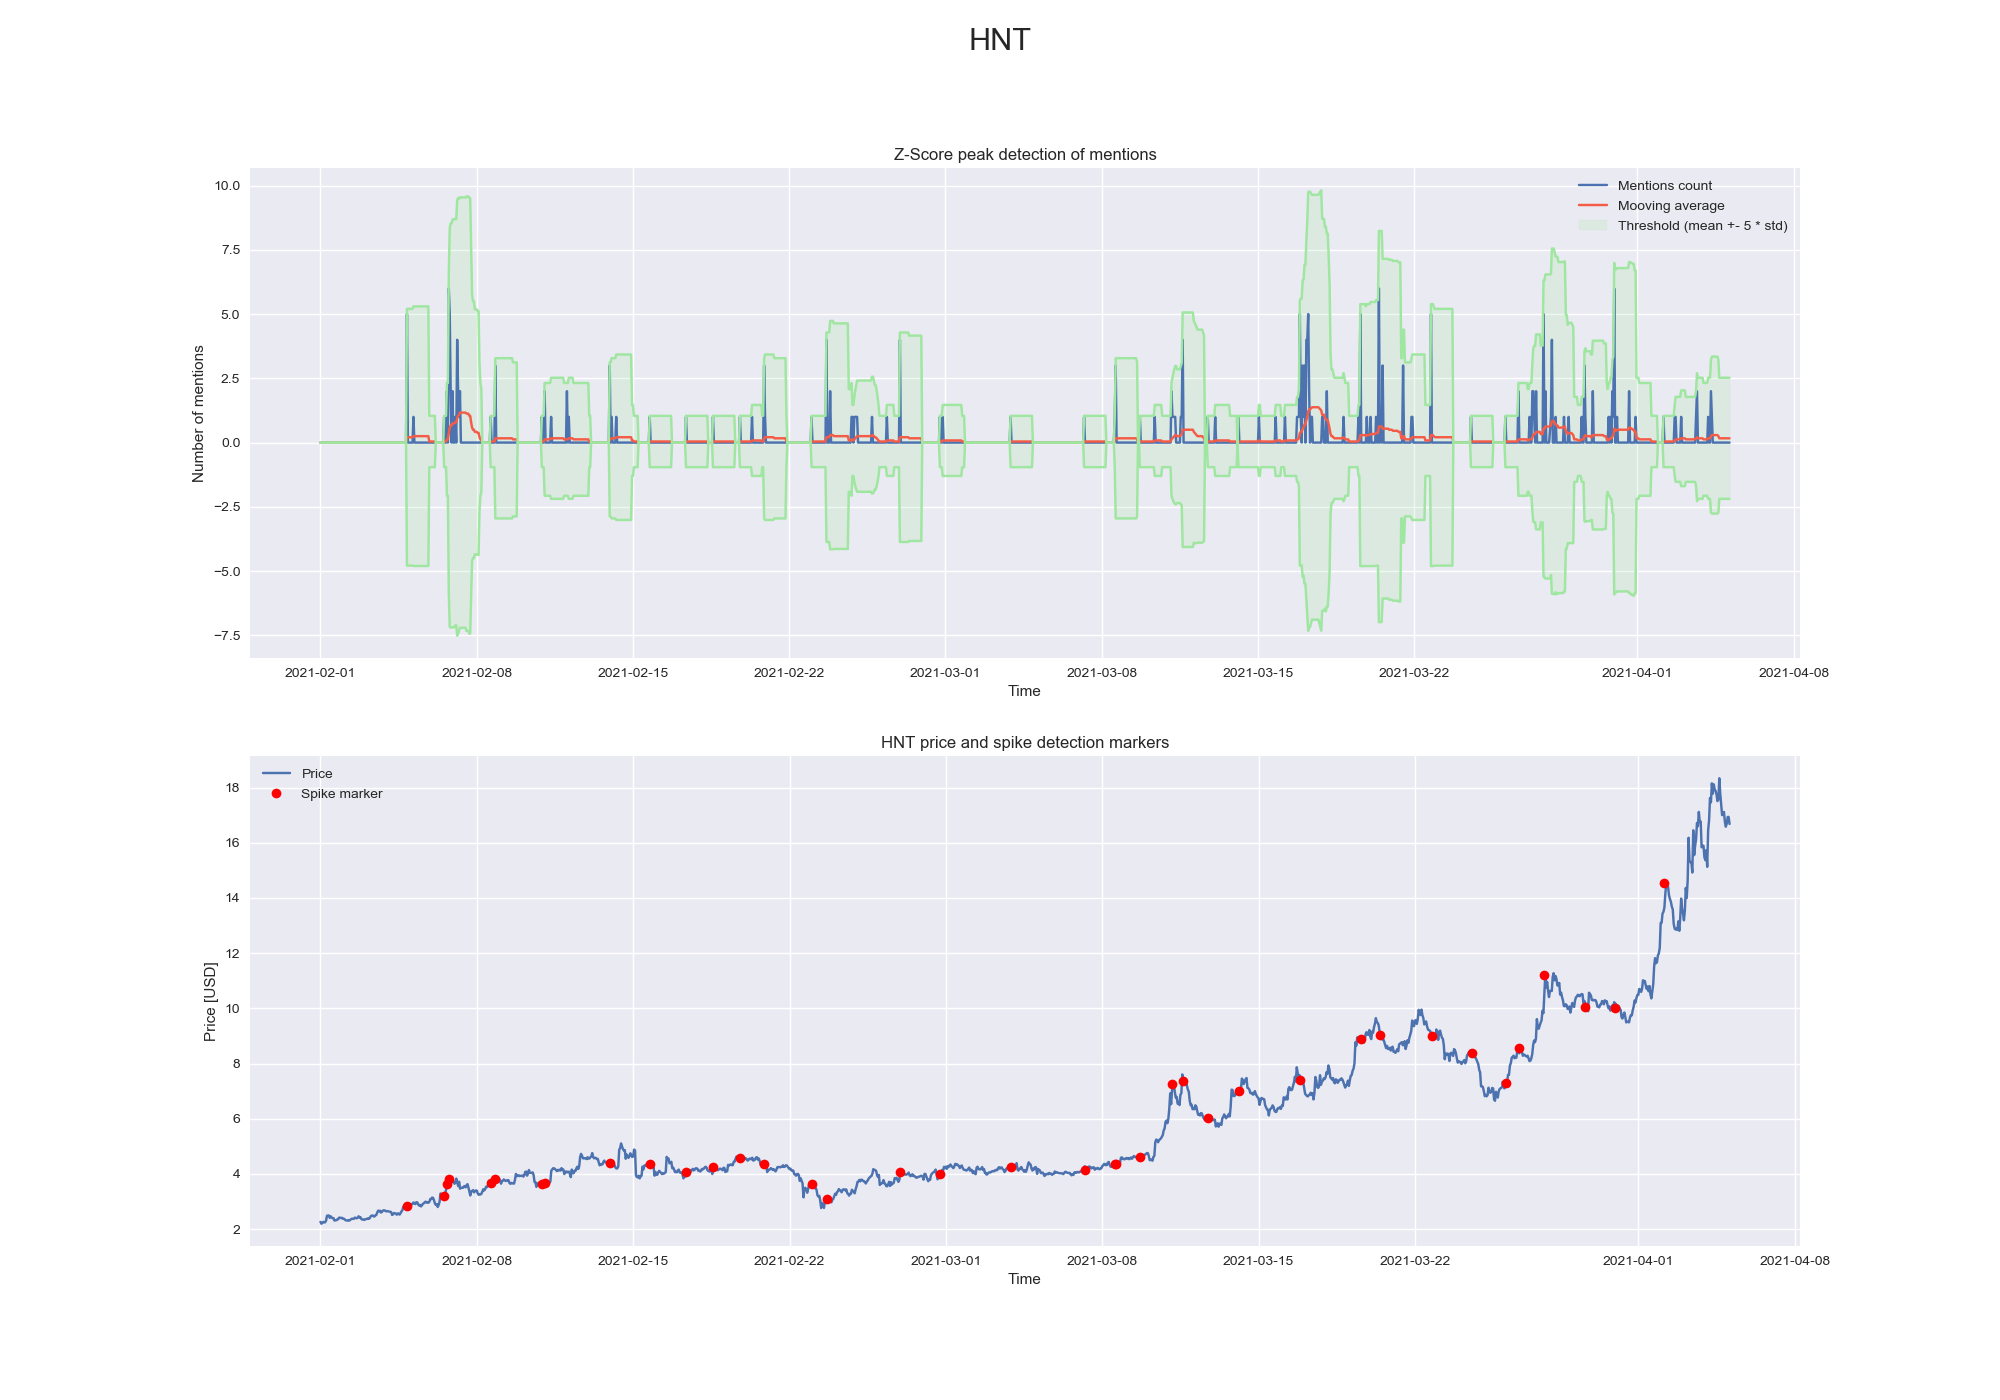 HNT
Z-Score peak detection of mentions
Number of mentions
10.0
7.5
5.0
2.5
0.0
−2.5
−5.0
−7.5
Mentions count
Mooving average
Threshold (mean +- 5 * std)
2021-02-01 2021-02-08 2021-02-15 2021-02-22 2021-03-01 2021-03-08 2021-03-15 2021-03-22 2021-04-01 2021-04-08
Time
HNT price and spike detection markers
Price [USD]
Price
Spike marker
18
16
14
12
10
8
6
4
2
2021-02-01 2021-02-08 2021-02-15 2021-02-22 2021-03-01 2021-03-08 2021-03-15 2021-03-22 2021-04-01 2021-04-08
Time